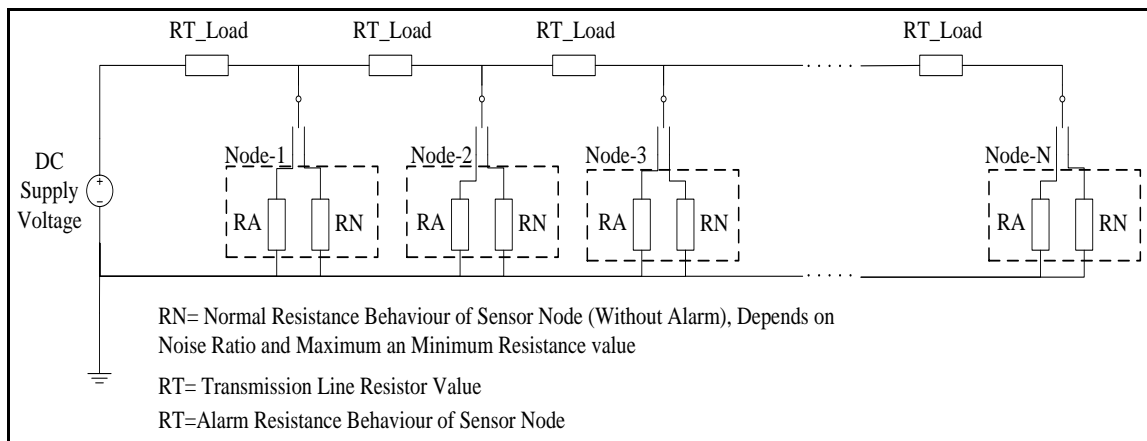 RT_Load RT_Load RT_Load RT_Load
Node-1 Node-2 Node-3 Node-N
DC
Supply
Voltage
+
-
RA RN RA RN RA RN RA RN
RN= Normal Resistance Behaviour of Sensor Node (Without Alarm), Depends on
Noise Ratio and Maximum an Minimum Resistance value
RT= Transmission Line Resistor Value
RT=Alarm Resistance Behaviour of Sensor Node